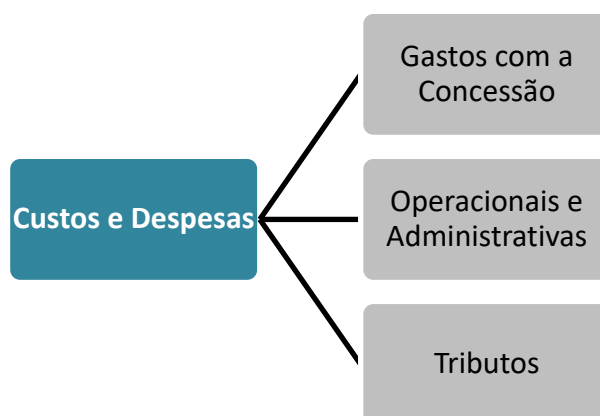 Gastos com a
Concessão
Custos e Despesas
Operacionais e
Administrativas
Tributos